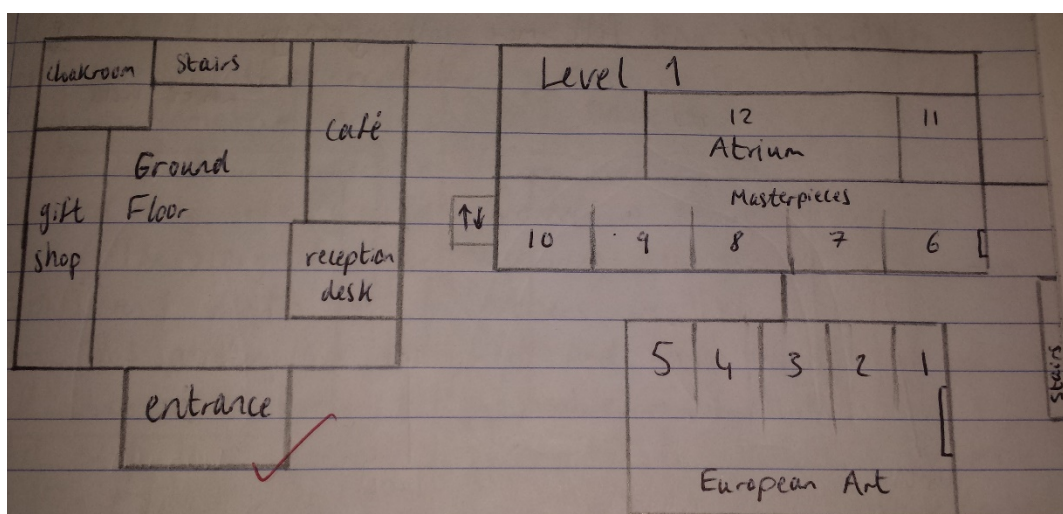 cloakroom
Stairs
café
Ground
Floor
gift
shop
reception
desk
entrance
Level 1
12
11
Atrium
Masterpieces
↑↓
10
9
8
7
6
5
4
3
2
1
Stairs
European Art